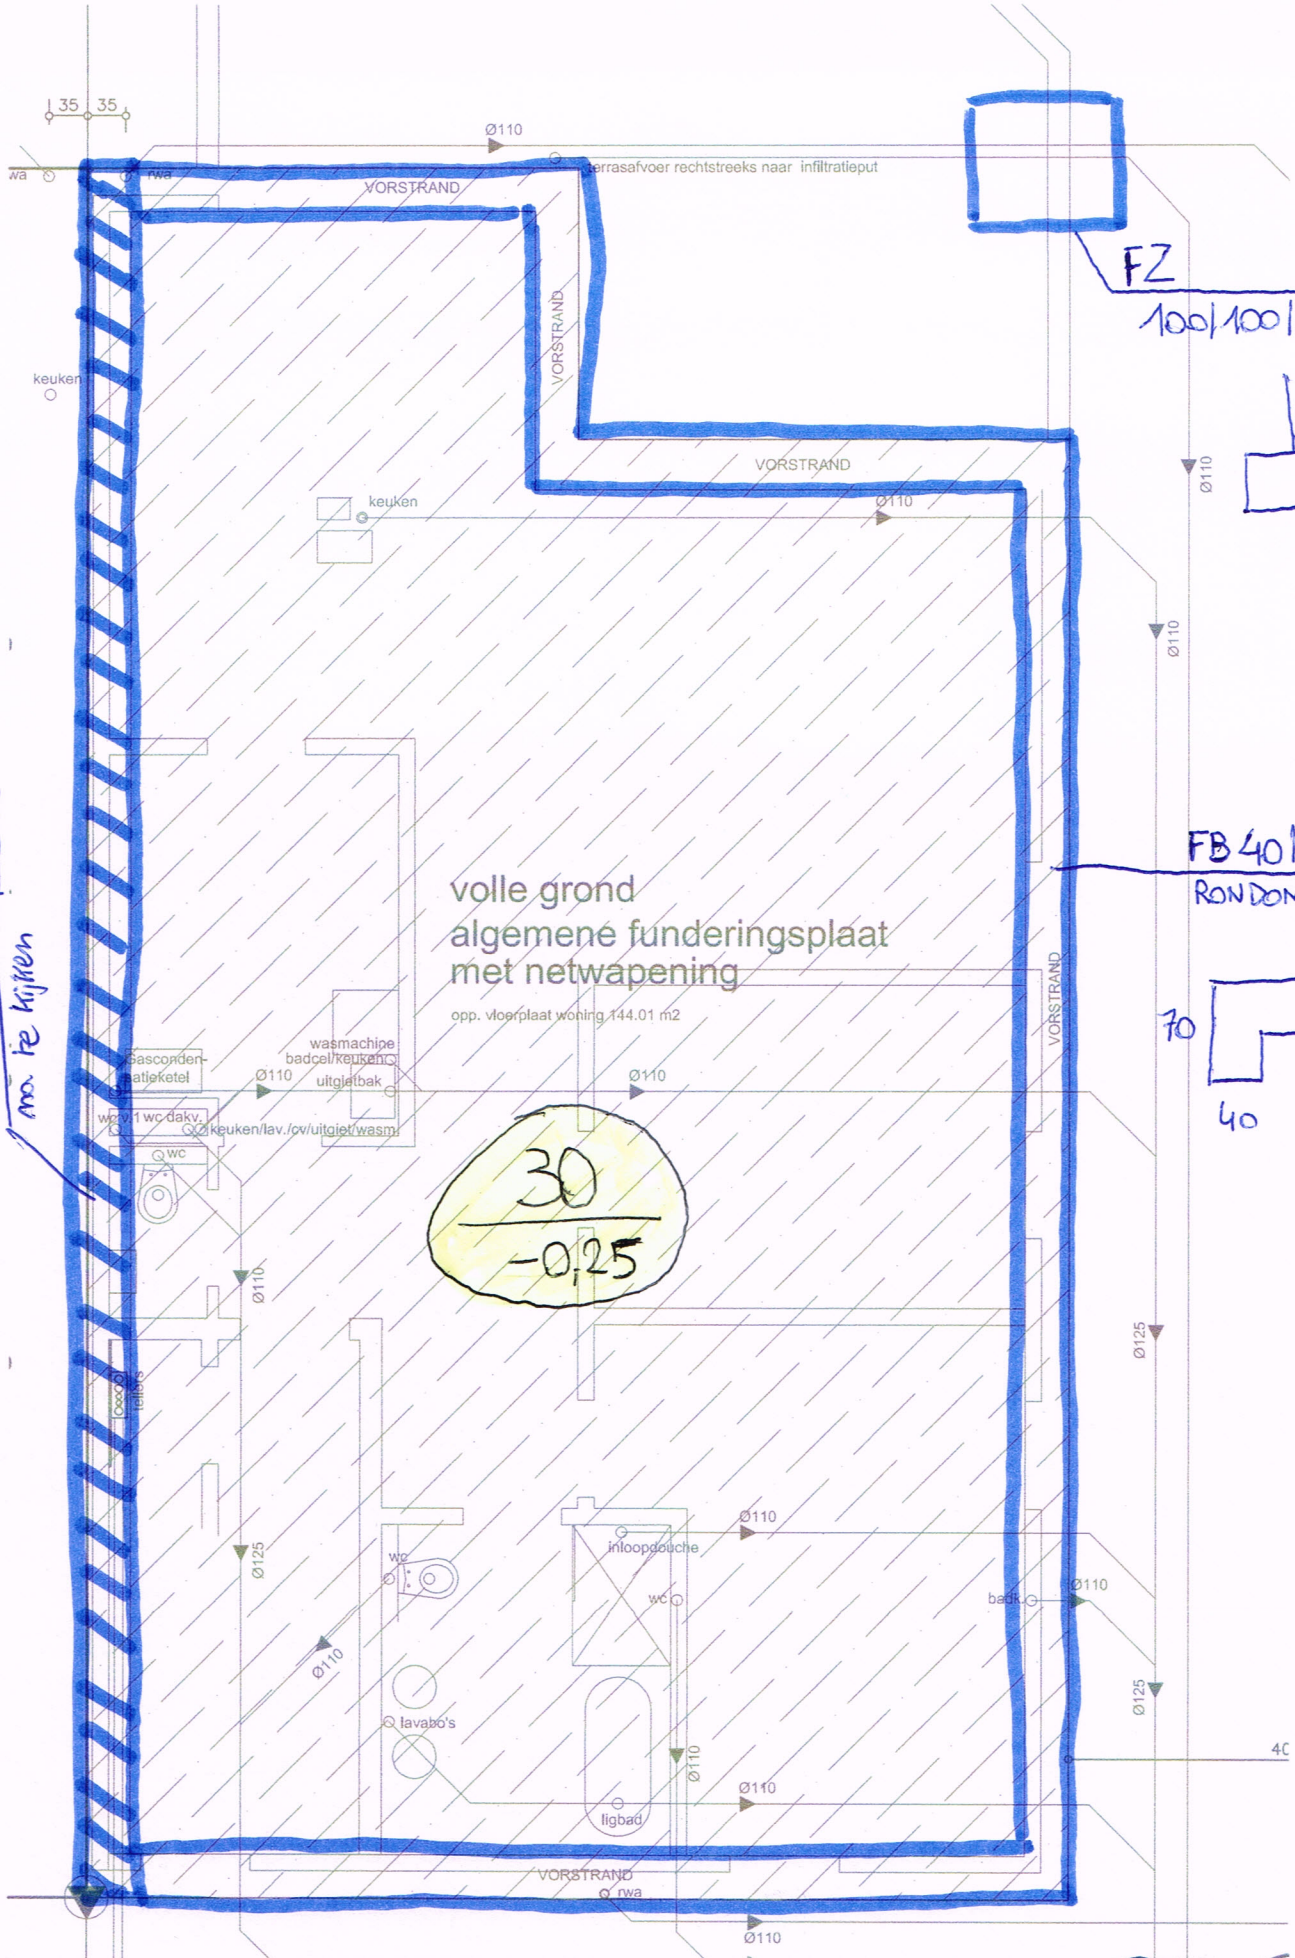 35 35
Ø110
wa
rwa
terrasafvoer rechtstreeks naar infiltratieput
VORSTRAND
FZ
100/100/
VORSTRAND
keuken
VORSTRAND
Ø110
keuken
Ø110
Ø110
FB 40/
RONDOM
volle grond
algemene funderingsplaat
met netwapening
opp. vloerplaat woning 144.01 m2
VORSTRAND
na te kijken
70
40
wasmachine
badcel/keuken
uitgietbak
Gasconden-
satieketel
Ø110
Ø110
wc v.1 wc dakv.
keuken/lav./cv/uitgiet/wasm.
wc
30
-0,25
Ø110
Ø125
tellers
Ø125
Ø110
inloopdouche
wc
wc
badk.
Ø110
Ø110
Ø125
lavabo's
40
Ø110
Ø110
ligbad
VORSTRAND
rwa
Ø110